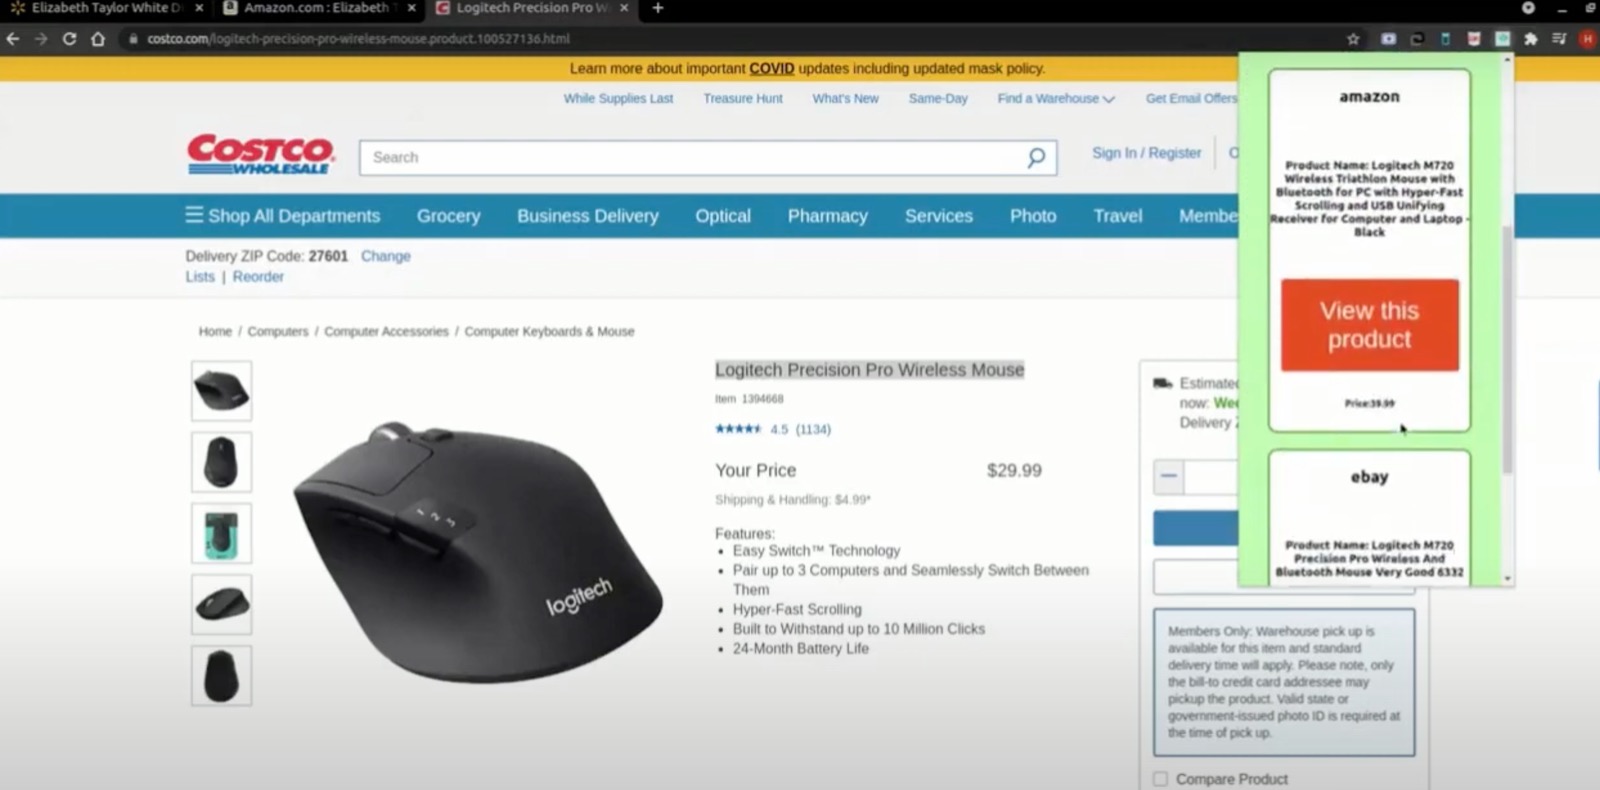 Elizabeth Taylor White D
Amazon.com : Elizabeth T
Logitech Precision Pro W
costco.com/logitech-precision-pro-wireless-mouse.product.100527136.html
H
Learn more about important COVID updates including updated mask policy.
While Supplies Last Treasure Hunt What's New Same-Day Find a Warehouse Get Email Offers
COSTCO
WHOLESALE
Search
Sign In / Register
Shop All Departments Grocery Business Delivery Optical Pharmacy Services Photo Travel Membe
Delivery ZIP Code: 27601 Change
Lists | Reorder
Home / Computers / Computer Accessories / Computer Keyboards & Mouse
logitech
1 2 3
Logitech Precision Pro Wireless Mouse
Item 1394668
4.5 (1134)
Your Price $29.99
Shipping & Handling: $4.99*
Features:
• Easy Switch™ Technology
• Pair up to 3 Computers and Seamlessly Switch Between
Them
• Hyper-Fast Scrolling
• Built to Withstand up to 10 Million Clicks
• 24-Month Battery Life
Estimated
now: Wed
Delivery
Members Only: Warehouse pick up is
available for this item and standard
delivery time will apply. Please note, only
the bill-to credit card addressee may
pickup the product. Valid state or
government-issued photo ID is required at
the time of pick up.
Compare Product
amazon
Product Name: Logitech M720
Wireless Triathlon Mouse with
Bluetooth for PC with Hyper-Fast
Scrolling and USB Unifying
Receiver for Computer and Laptop -
Black
View this
product
Price:39.99
ebay
Product Name: Logitech M720
Precision Pro Wireless And
Bluetooth Mouse Very Good 6332